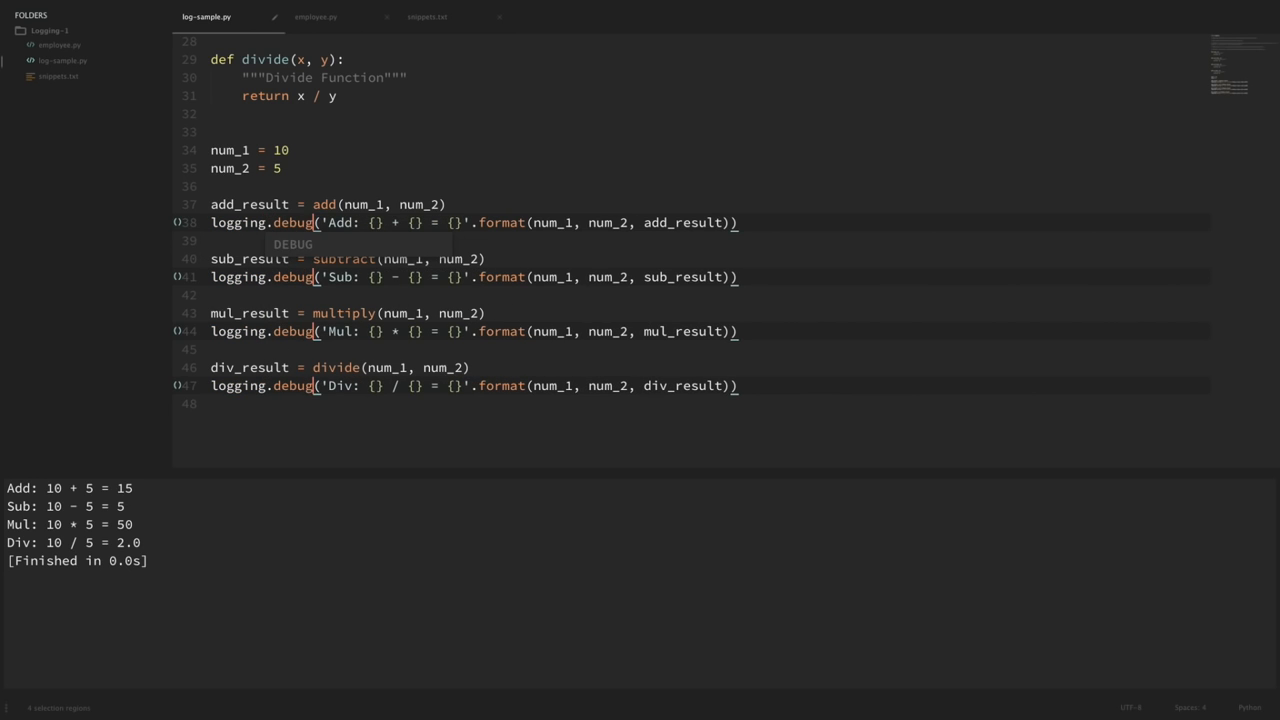 FOLDERS
Logging-1
employee.py
log-sample.py
snippets.txt
log-sample.py employee.py snippets.txt
28
29 def divide(x, y):
30     """Divide Function"""
31     return x / y
32
33
34 num_1 = 10
35 num_2 = 5
36
37 add_result = add(num_1, num_2)
38 logging.debug('Add: {} + {} = {}'.format(num_1, num_2, add_result))
39 DEBUG
40 sub_result = subtract(num_1, num_2)
41 logging.debug('Sub: {} - {} = {}'.format(num_1, num_2, sub_result))
42
43 mul_result = multiply(num_1, num_2)
44 logging.debug('Mul: {} * {} = {}'.format(num_1, num_2, mul_result))
45
46 div_result = divide(num_1, num_2)
47 logging.debug('Div: {} / {} = {}'.format(num_1, num_2, div_result))
48
Add: 10 + 5 = 15
Sub: 10 - 5 = 5
Mul: 10 * 5 = 50
Div: 10 / 5 = 2.0
[Finished in 0.0s]
4 selection regions UTF-8 Spaces: 4 Python